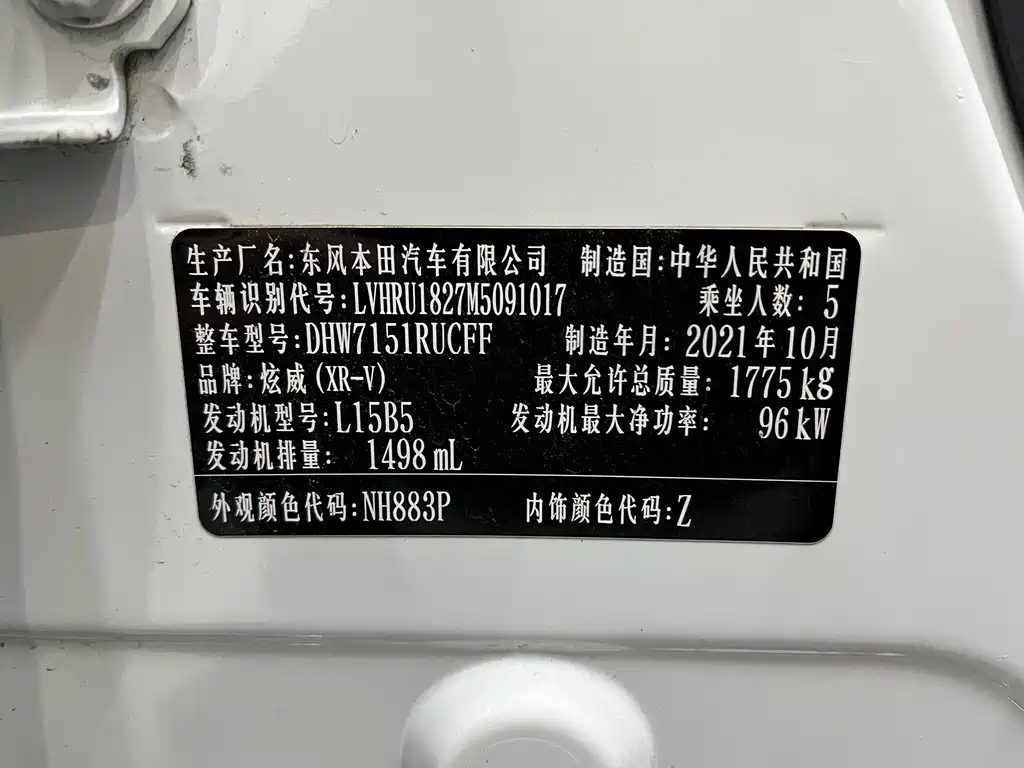 生产厂名:东风本田汽车有限公司 制造国:中华人民共和国
车辆识别代号:LVHRU1827M5091017 乘坐人数:5
整车型号:DHW7151RUCFF 制造年月:2021年10月
品牌:炫威(XR-V) 最大允许总质量:1775kg
发动机型号:L15B5 发动机最大净功率:96kW
发动机排量:1498mL
外观颜色代码:NH883P 内饰颜色代码:Z